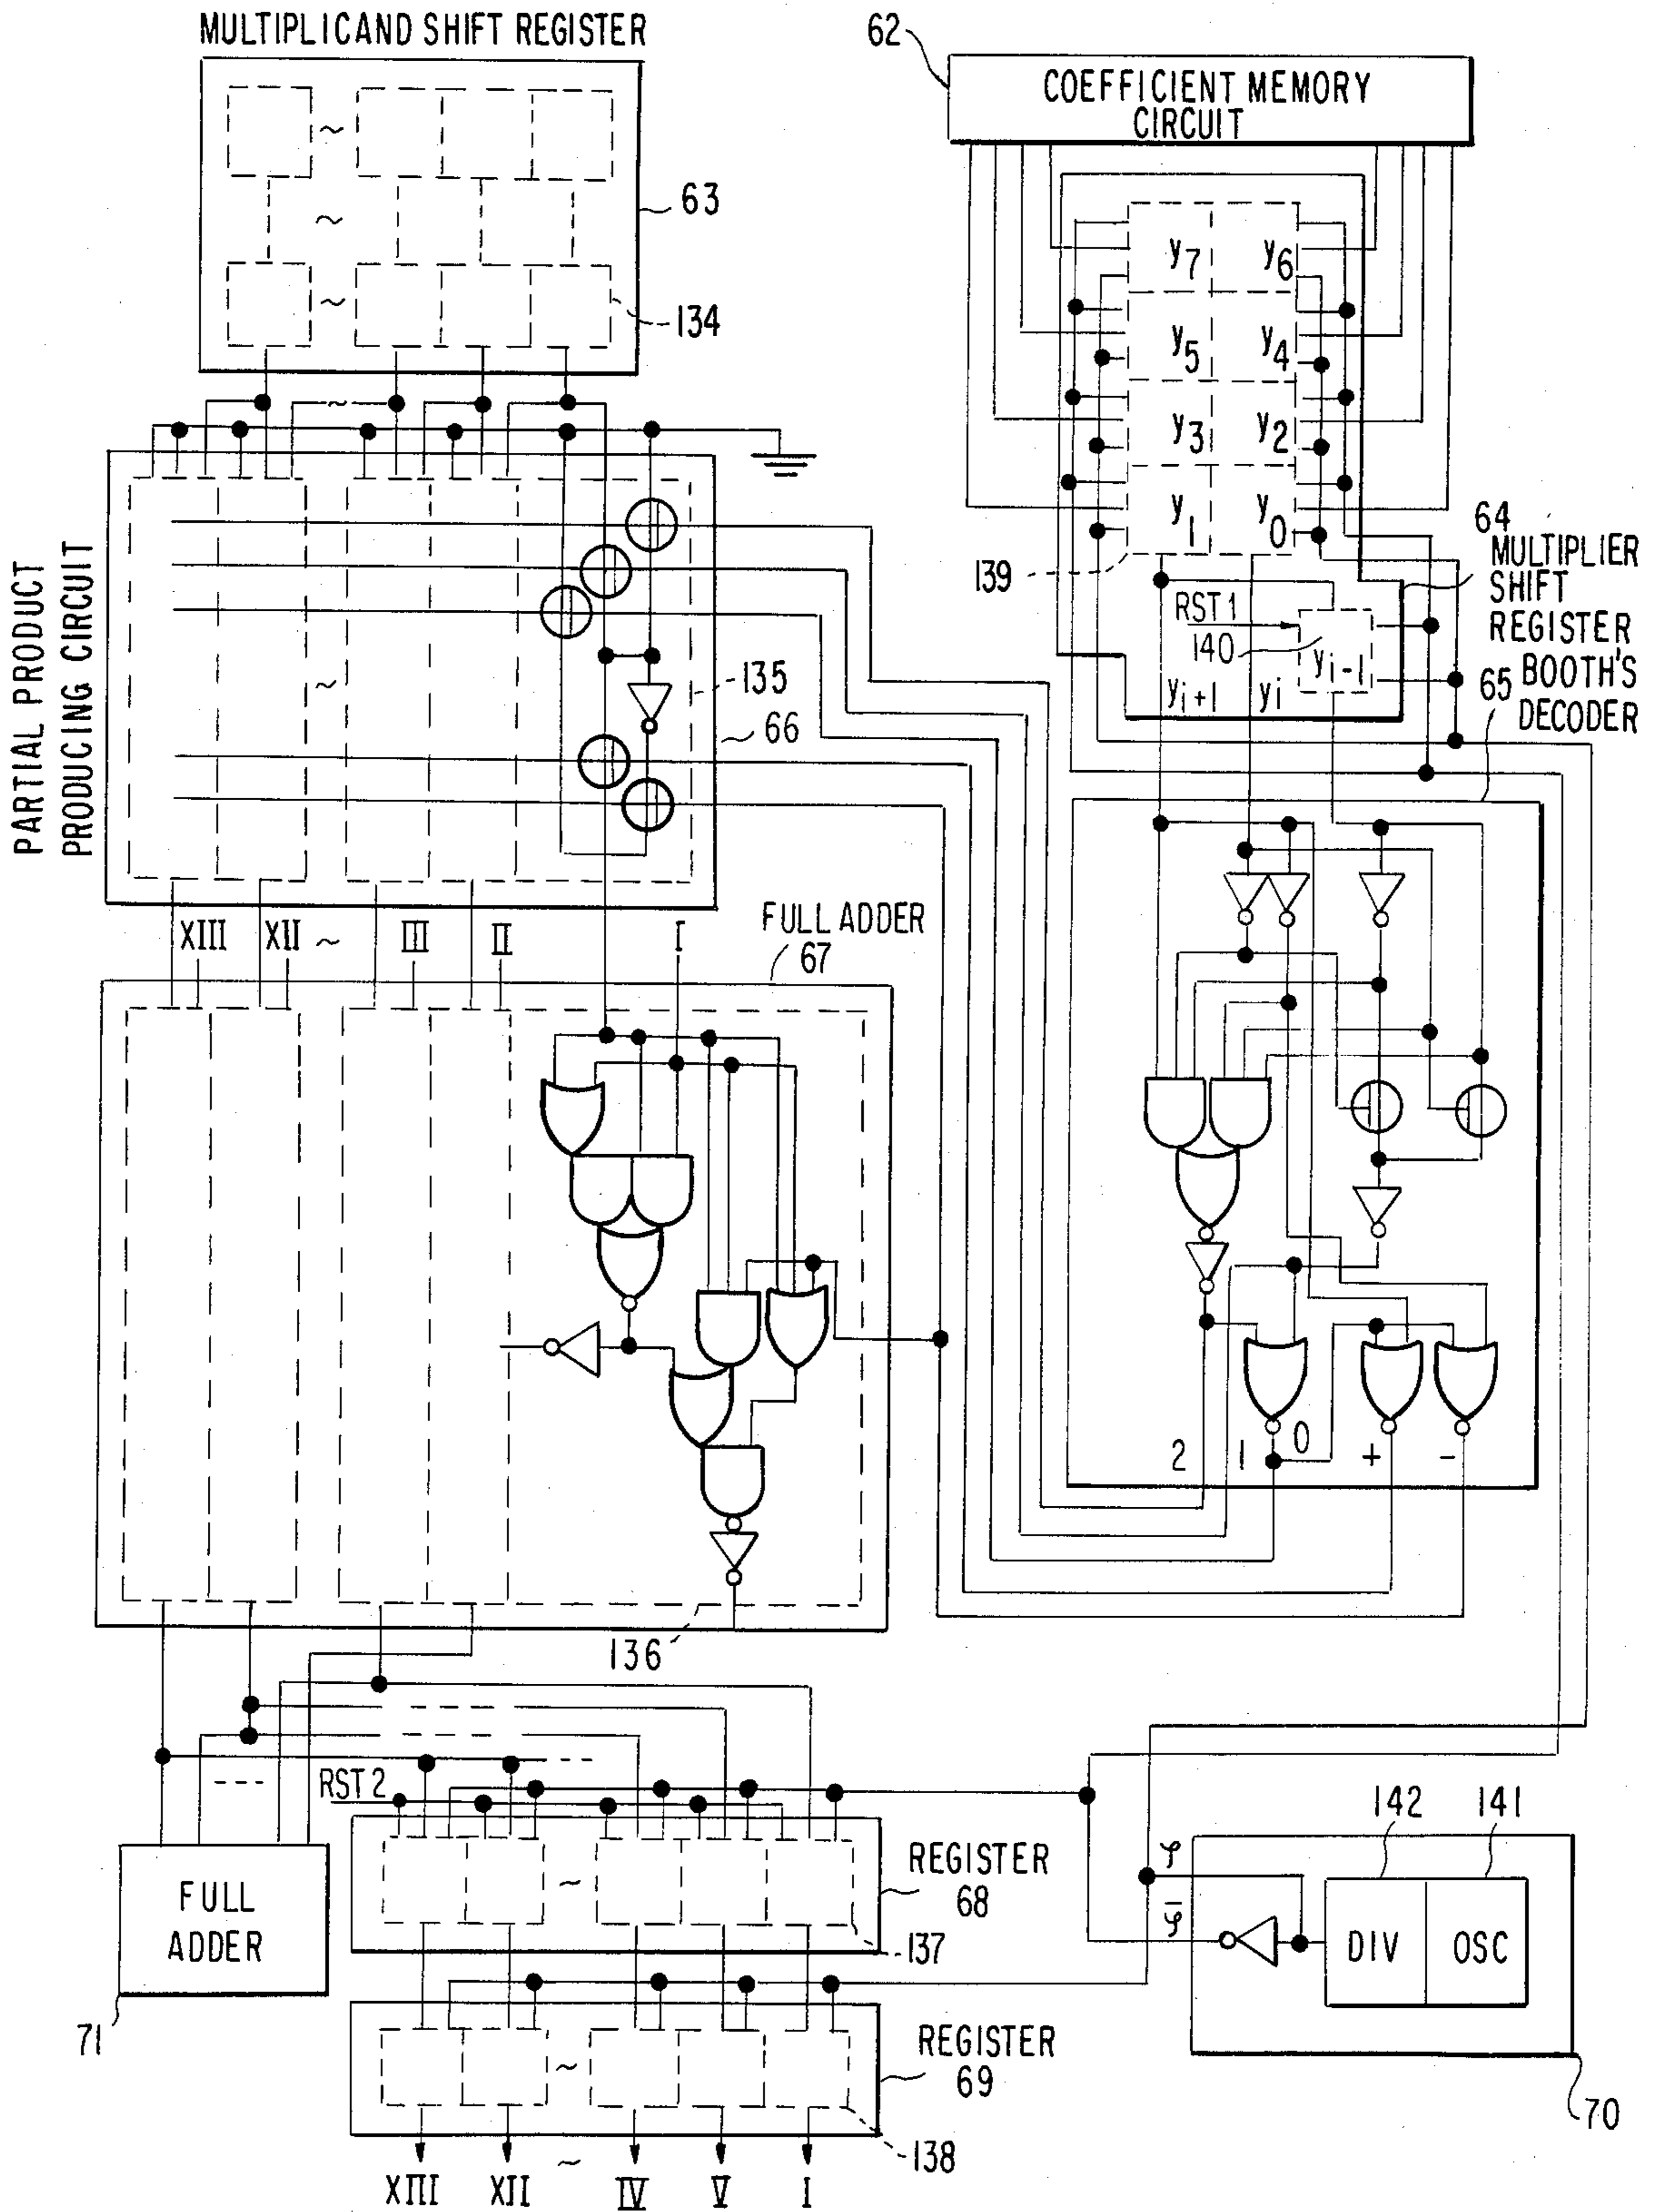 MULTIPLICAND SHIFT REGISTER
62
COEFFICIENT MEMORY
CIRCUIT
63
134
y7 y6
y5 y4
y3 y2
y1 y0
139
RST 1
140
yi-1
yi+1 yi
64
MULTIPLIER
SHIFT
REGISTER
65 BOOTH'S
DECODER
PARTIAL PRODUCT
PRODUCING CIRCUIT
135
66
XIII XII ~ III II I
FULL ADDER
67
2 1 0 + -
136
RST 2
FULL
ADDER
71
REGISTER
68
137
REGISTER
69
138
XIII XII ~ IV V I
142 141
φ
φ̄
DIV OSC
70